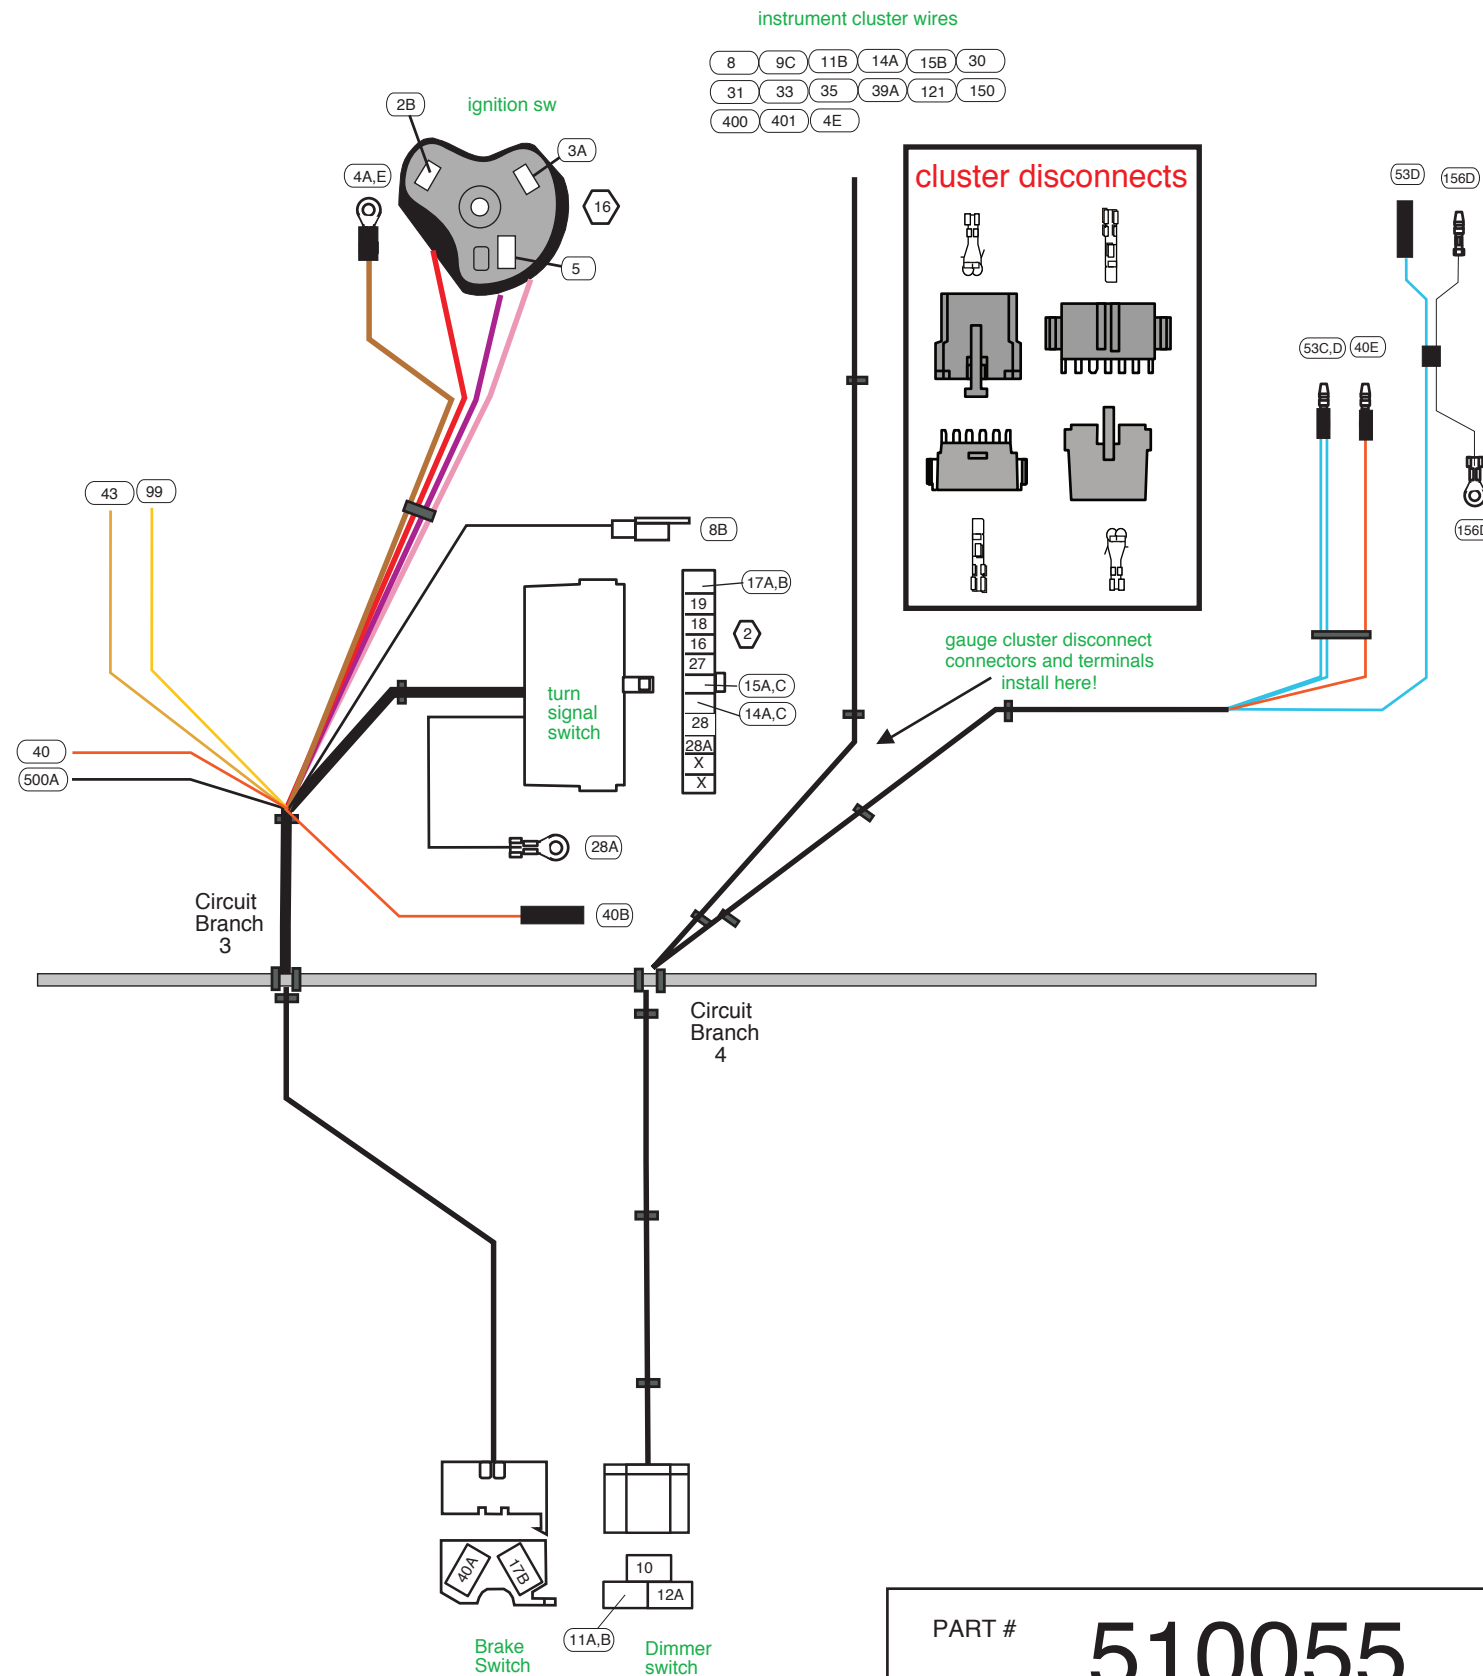 instrument cluster wires
8 9C 11B 14A 15B 30
31 33 35 39A 121 150
400 401 4E
2B
ignition sw
3A
4A,E
16
5
cluster disconnects
53D
156D
53C,D
40E
43
99
8B
156D
17A,B
19
18
16
27
2
15A,C
14A,C
28
28A
X
X
turn
signal
switch
gauge cluster disconnect
connectors and terminals
install here!
40
500A
28A
40B
Circuit
Branch
3
Circuit
Branch
4
40A
17B
10
12A
11A,B
Brake
Switch
Dimmer
switch
PART #
510055